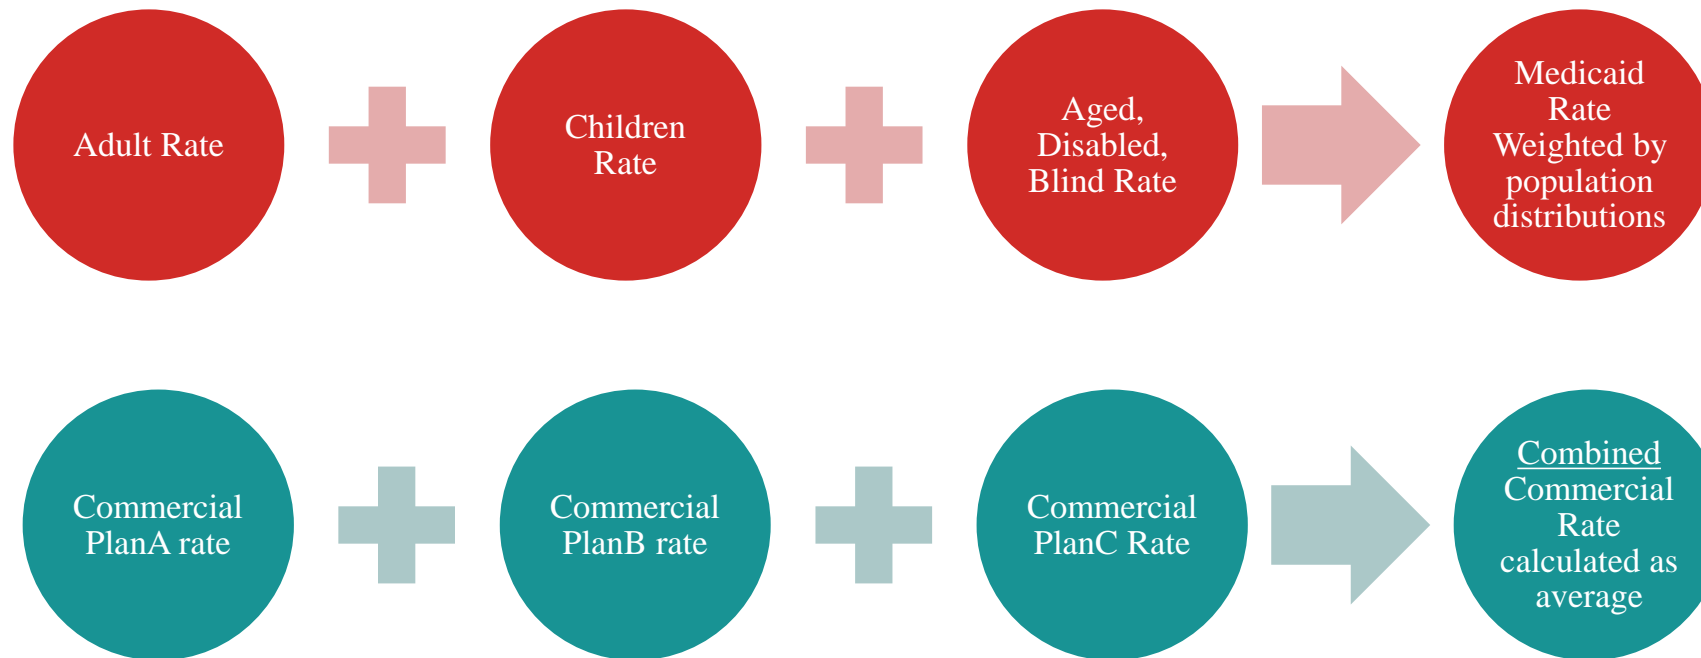 Adult Rate
Children
Rate
Aged,
Disabled,
Blind Rate
Medicaid
Rate
Weighted by
population
distributions
Commercial
PlanA rate
Commercial
PlanB rate
Commercial
PlanC Rate
Combined
Commercial
Rate
calculated as
average